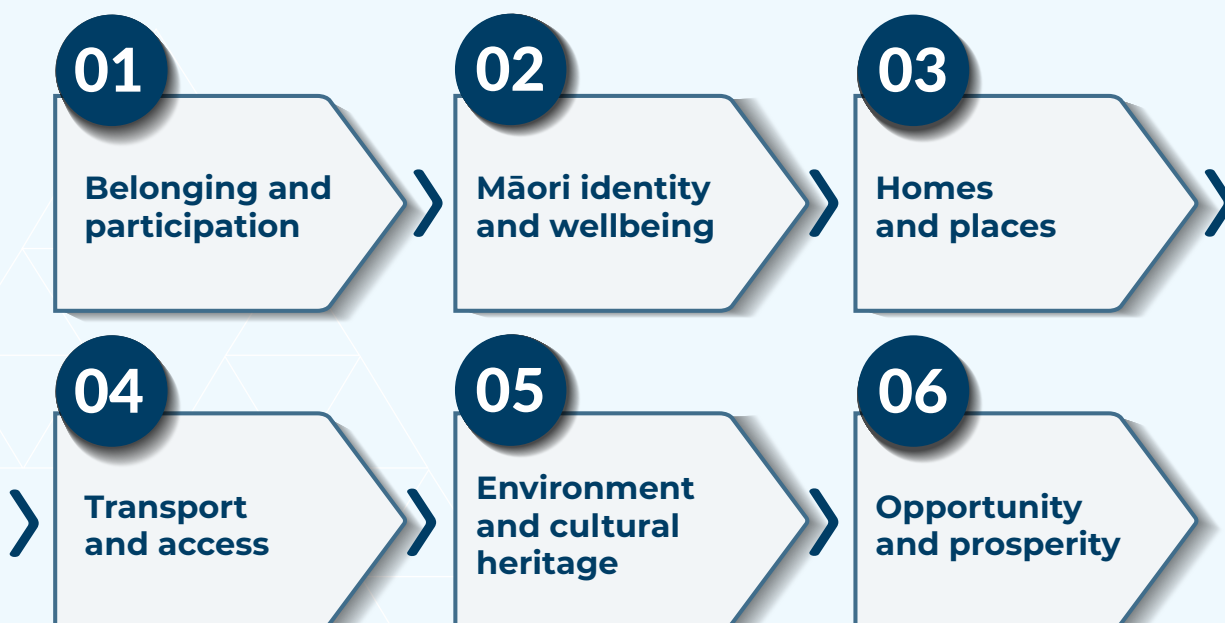 01
Belonging and
participation
02
Māori identity
and wellbeing
03
Homes
and places
04
Transport
and access
05
Environment
and cultural
heritage
06
Opportunity
and prosperity